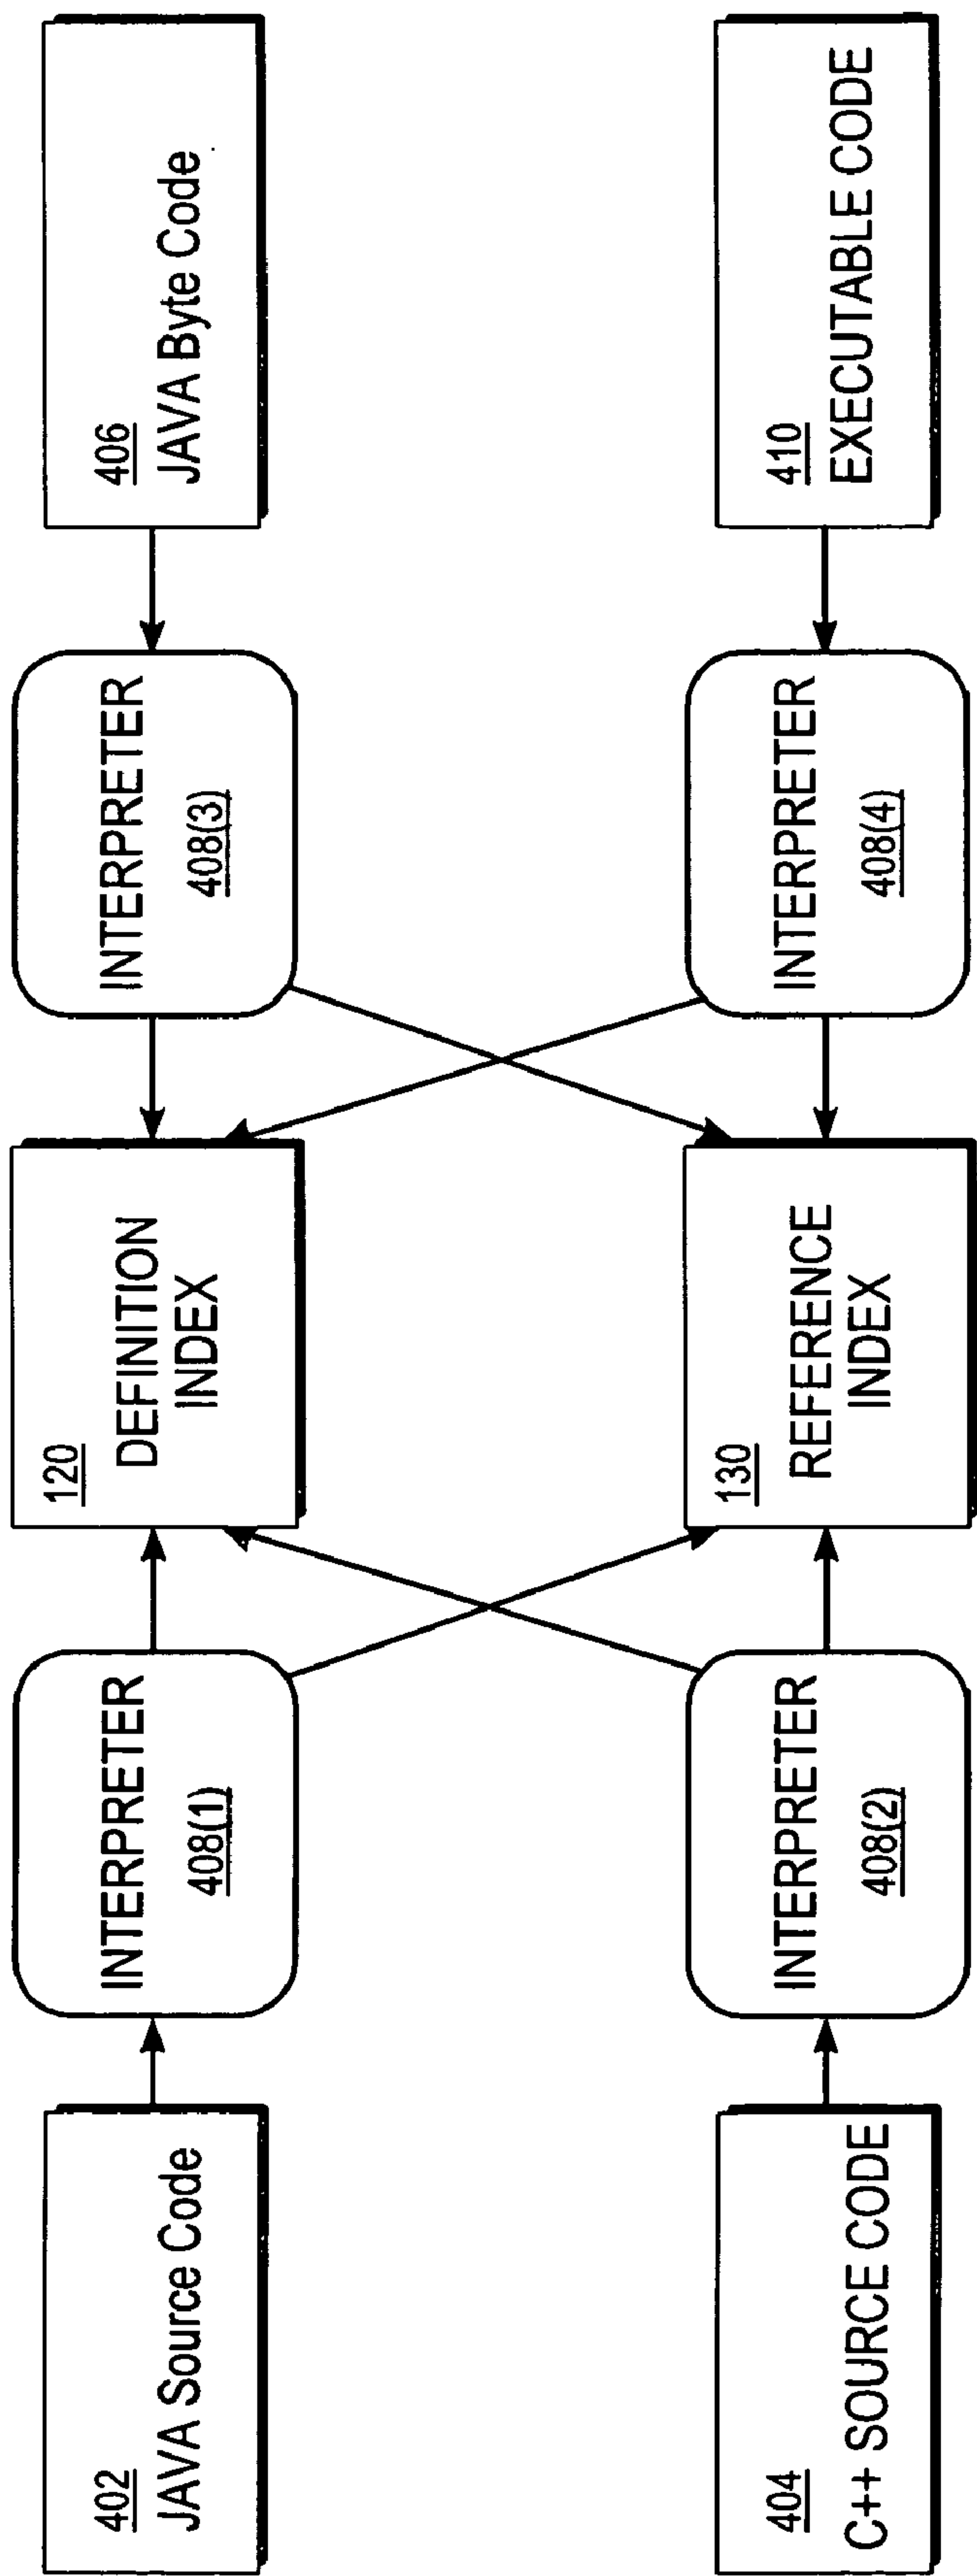 402
JAVA Source Code
INTERPRETER
408(1)
120
DEFINITION
INDEX
INTERPRETER
408(3)
406
JAVA Byte Code
404
C++ SOURCE CODE
INTERPRETER
408(2)
130
REFERENCE
INDEX
INTERPRETER
408(4)
410
EXECUTABLE CODE